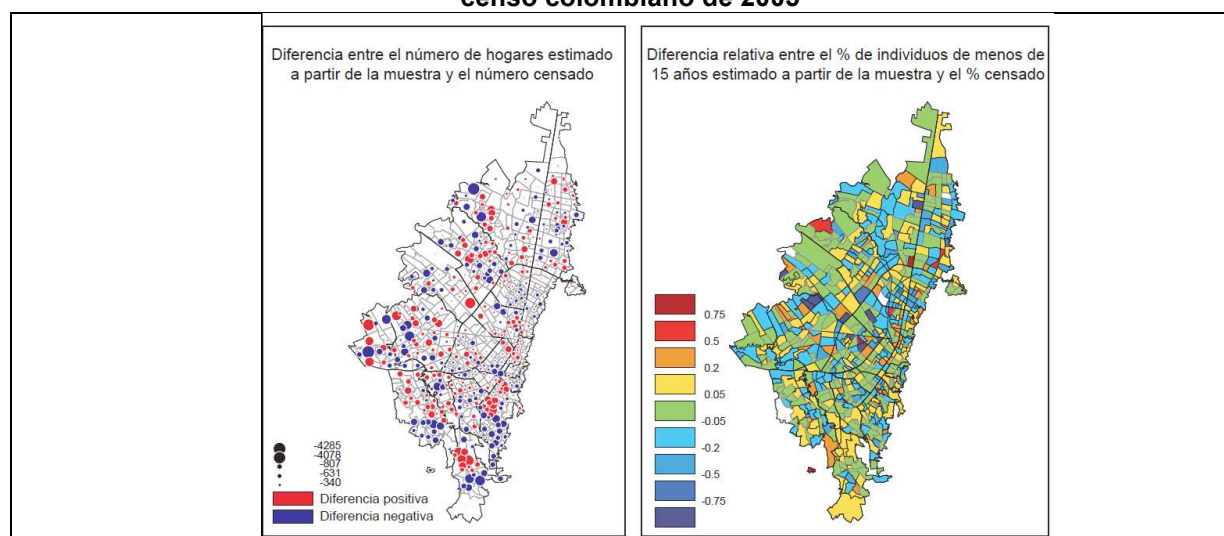 censo colombiano de 2005
Diferencia entre el número de hogares estimado
a partir de la muestra y el número censado
Diferencia relativa entre el % de individuos de menos de
15 años estimado a partir de la muestra y el % censado
-4285
-4078
-807
-631
-340
Diferencia positiva
Diferencia negativa
0.75
0.5
0.2
0.05
-0.05
-0.2
-0.5
-0.75